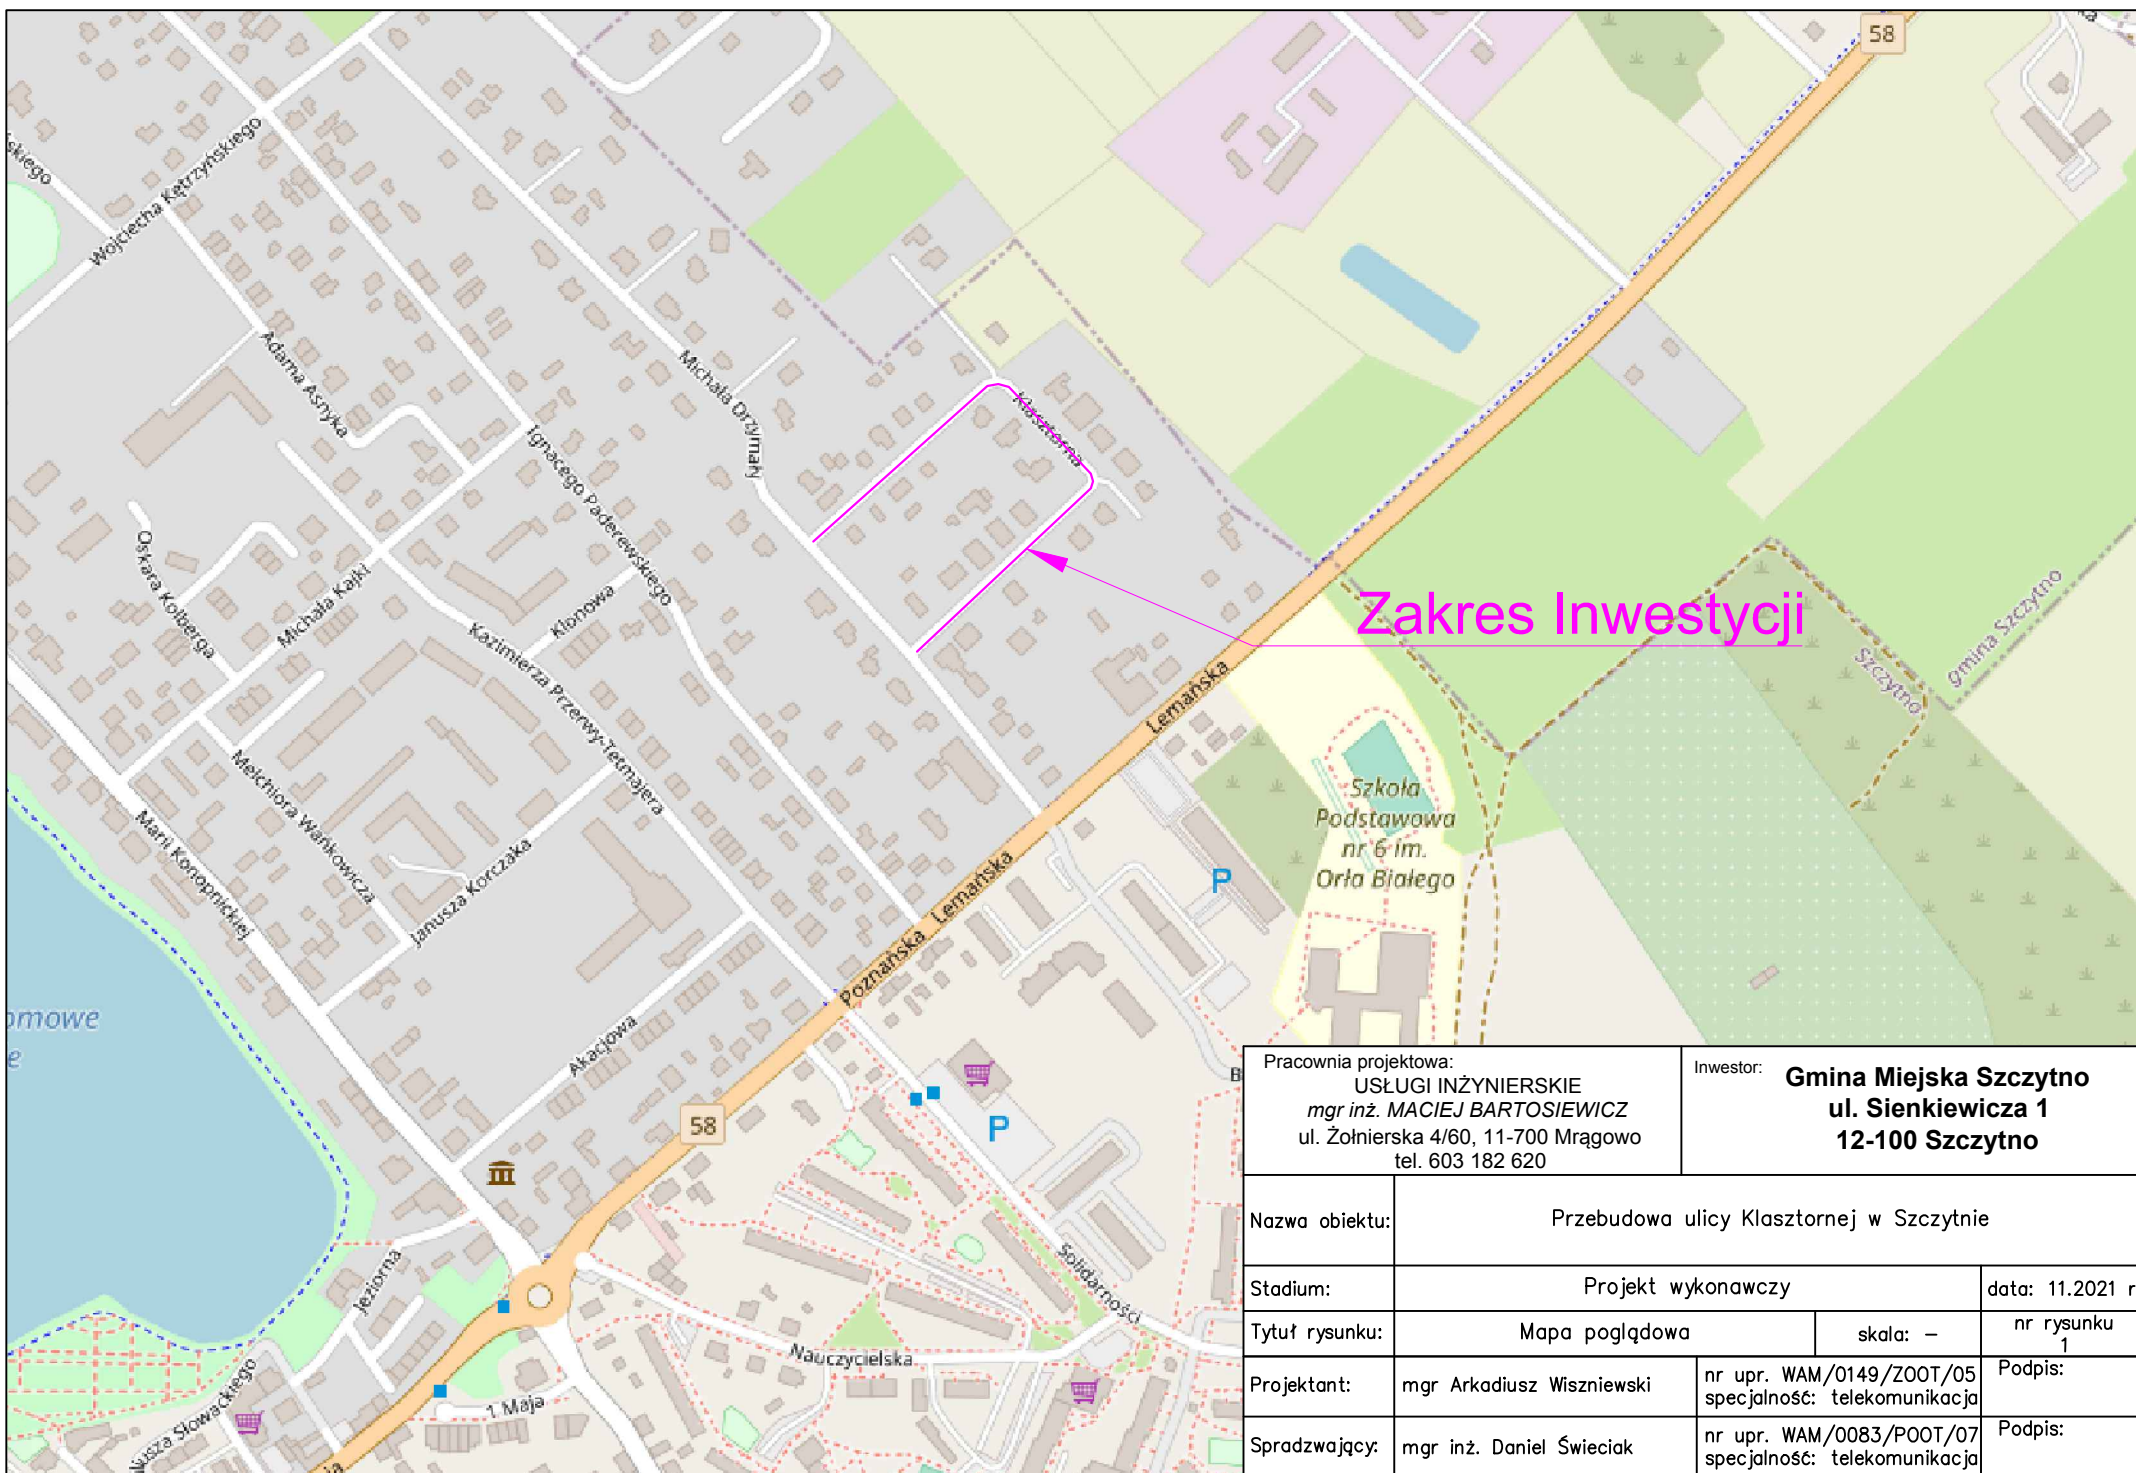 58
skiego
Wojciecha Kętrzyńskiego
Adama Asnyka
Michała Drzymały
Klasztorna
Ignacego Paderewskiego
Oskara Kolberga
Michała Kajki
Klonowa
Kazimierza Przerwy-Tetmajera
Zakres Inwestycji
gmina Szczytno
Szczytno
Lemańska
Melchiora Wańkowicza
Marii Konopnickiej
Janusza Korczaka
Szkoła
Podstawowa
nr 6 im.
Orła Białego
P
Lemańska
Poznańska
omowe
e
Akacjowa
58
P
B
Jeziorna
Solidarności
Nauczycielska
1 Maja
usza Słowackiego
ja
Pracownia projektowa:
USŁUGI INŻYNIERSKIE
mgr inż. MACIEJ BARTOSIEWICZ
ul. Żołnierska 4/60, 11-700 Mrągowo
tel. 603 182 620
Inwestor:
Gmina Miejska Szczytno
ul. Sienkiewicza 1
12-100 Szczytno
Nazwa obiektu:
Przebudowa ulicy Klasztornej w Szczytnie
Stadium:
Projekt wykonawczy
data: 11.2021 r
Tytuł rysunku:
Mapa poglądowa
skala: –
nr rysunku
1
Projektant:
mgr Arkadiusz Wiszniewski
nr upr. WAM/0149/ZOOT/05
specjalność: telekomunikacja
Podpis:
Spradzwający:
mgr inż. Daniel Świeciak
nr upr. WAM/0083/POOT/07
specjalność: telekomunikacja
Podpis: